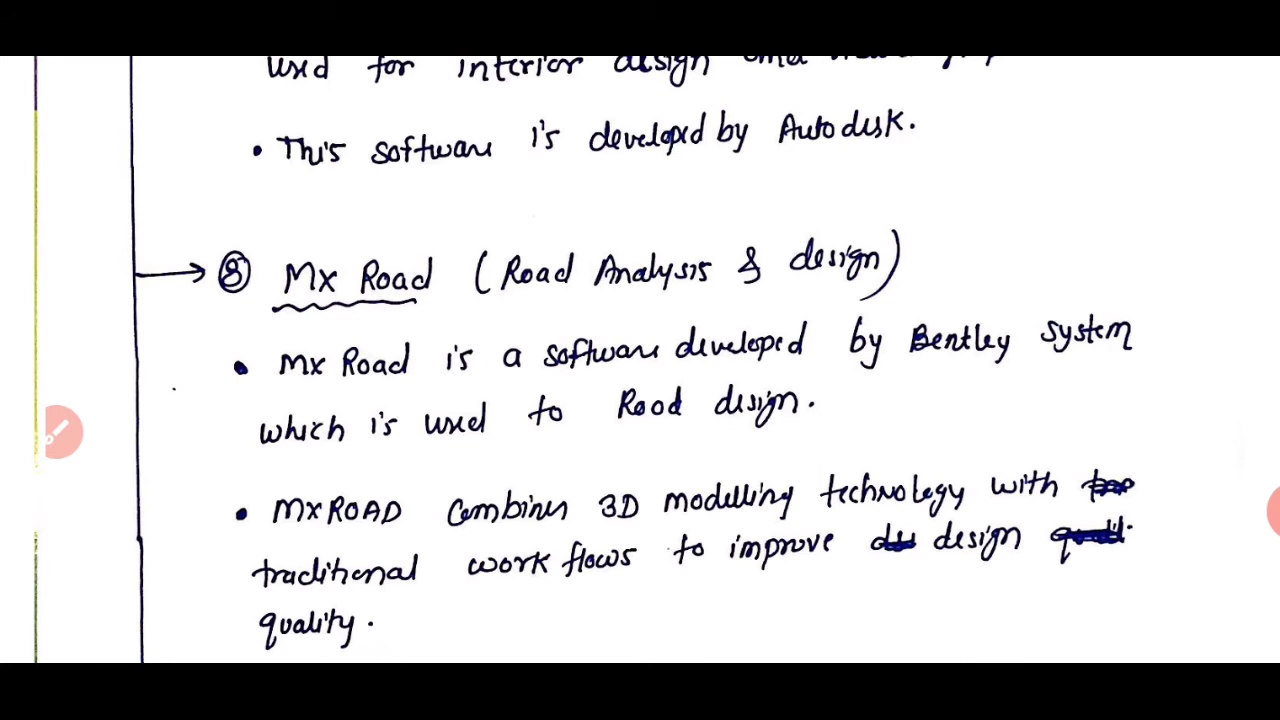 used for interior design and
• This software is developed by Autodesk.
⑧ Mx Road (Road Analysis & design)
• Mx Road is a software developed by Bentley system
which is used to Road design.
• MXROAD combines 3D modelling technology with
traditional workflows to improve design
quality.